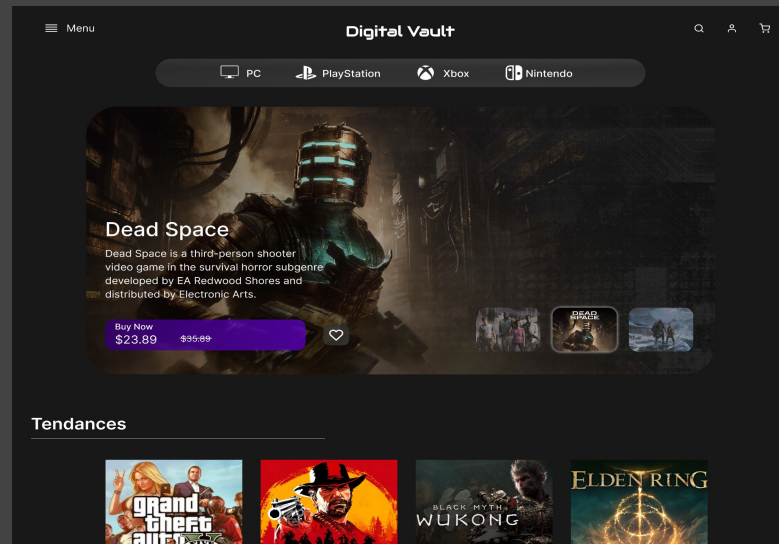 Menu
Digital Vault
PC
PlayStation
Xbox
Nintendo
Dead Space
Dead Space is a third-person shooter
video game in the survival horror subgenre
developed by EA Redwood Shores and
distributed by Electronic Arts.
Buy Now
$23.89 $35.89
DEAD
SPACE
Tendances
grand
theft
auto V
BLACK MYTH
WUKONG
ELDEN RING